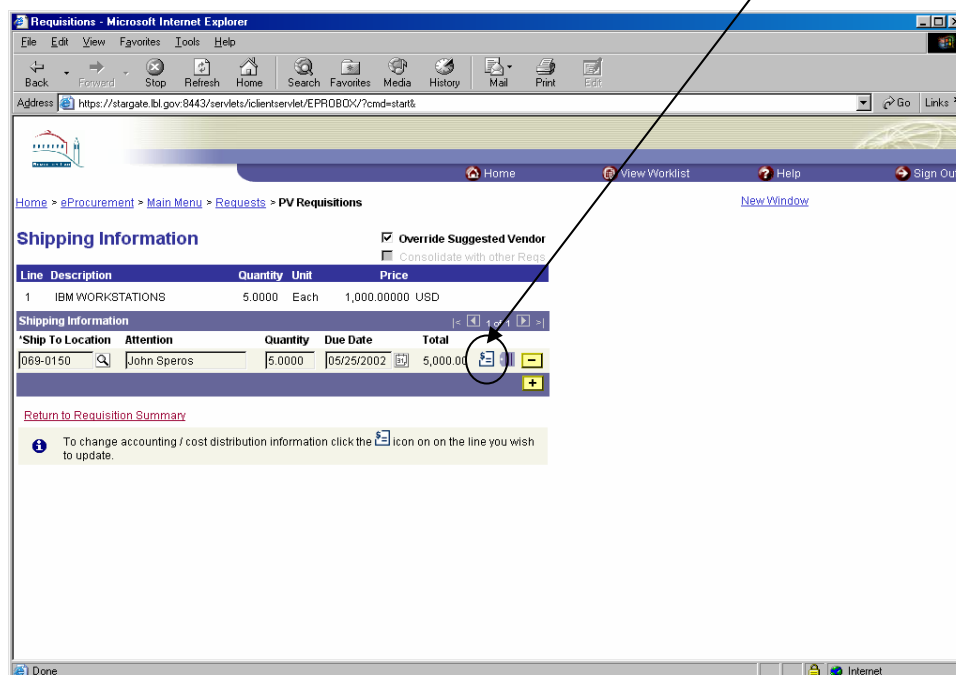 Requisitions - Microsoft Internet Explorer
File Edit View Favorites Tools Help
Back Forward Stop Refresh Home Search Favorites Media History Mail Print Edit
Address https://stargate.lbl.gov:8443/servlets/iclientservlet/EPROBOX/?cmd=start& Go Links
Home View Worklist Help Sign Out
Home > eProcurement > Main Menu > Requests > PV Requisitions New Window
Shipping Information
Override Suggested Vendor
Consolidate with other Reqs
Line Description Quantity Unit Price
1 IBM WORKSTATIONS 5.0000 Each 1,000.00000 USD
Shipping Information 1 of 1
*Ship To Location Attention Quantity Due Date Total
069-0150 John Speros 5.0000 05/25/2002 5,000.00
Return to Requisition Summary
To change accounting / cost distribution information click the icon on on the line you wish
to update.
Done Internet